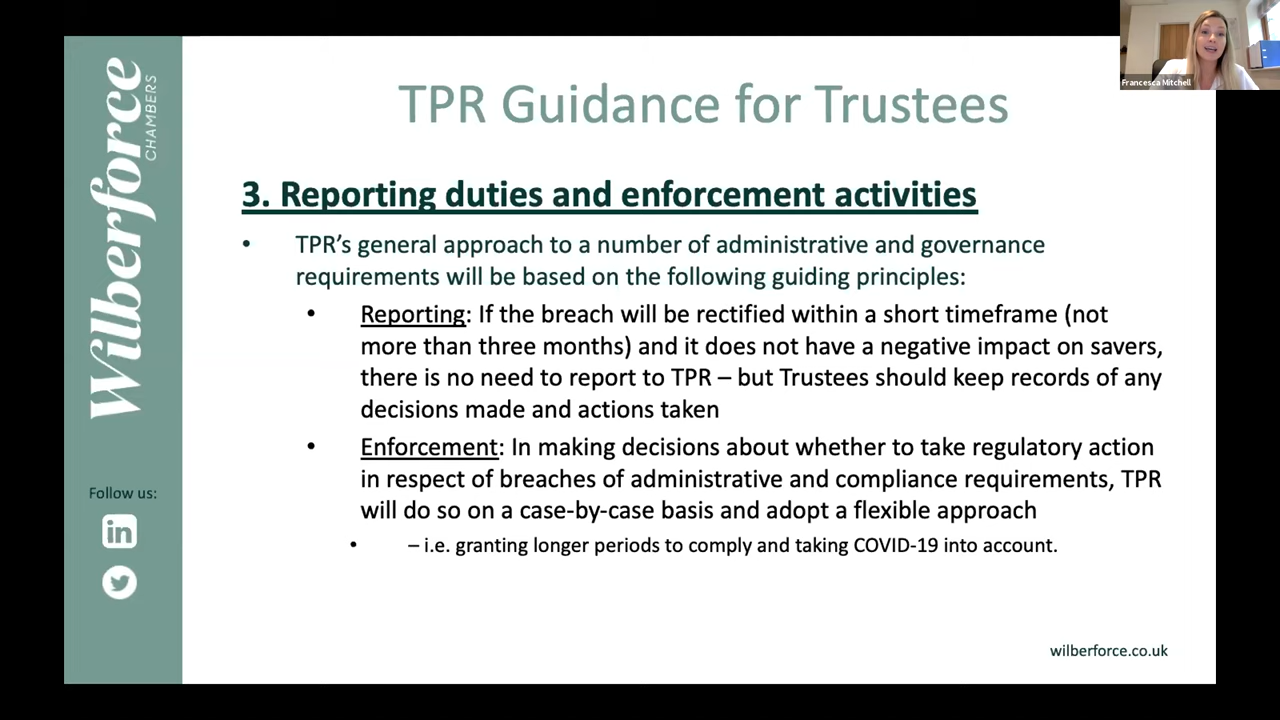 Wilberforce
CHAMBERS
Follow us:
in
TPR Guidance for Trustees
3. Reporting duties and enforcement activities
• TPR’s general approach to a number of administrative and governance
requirements will be based on the following guiding principles:
• Reporting: If the breach will be rectified within a short timeframe (not
more than three months) and it does not have a negative impact on savers,
there is no need to report to TPR – but Trustees should keep records of any
decisions made and actions taken
• Enforcement: In making decisions about whether to take regulatory action
in respect of breaches of administrative and compliance requirements, TPR
will do so on a case-by-case basis and adopt a flexible approach
• – i.e. granting longer periods to comply and taking COVID-19 into account.
wilberforce.co.uk
Francesca Mitchell